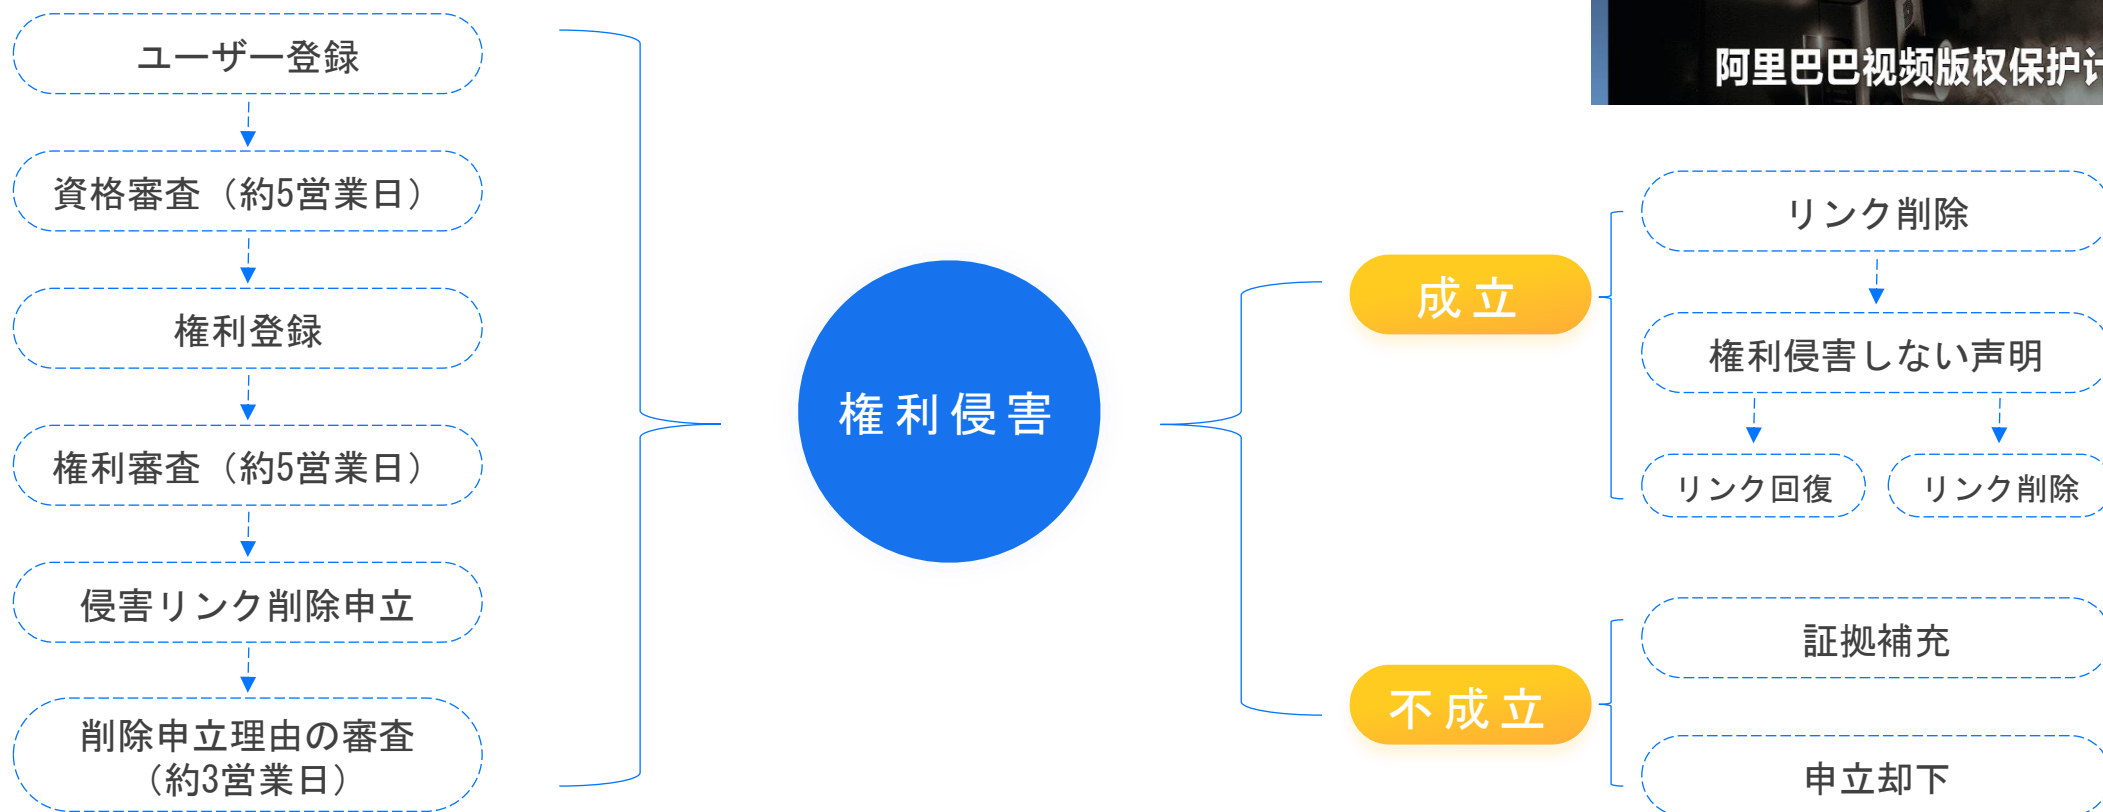 ユーザー登録
資格審査（約5営業日）
権利登録
権利審査（約5営業日）
侵害リンク削除申立
削除申立理由の審査
（約3営業日）
権利侵害
阿里巴巴视频版权保护计
成立
リンク削除
権利侵害しない声明
リンク回復
リンク削除
不成立
証拠補充
申立却下